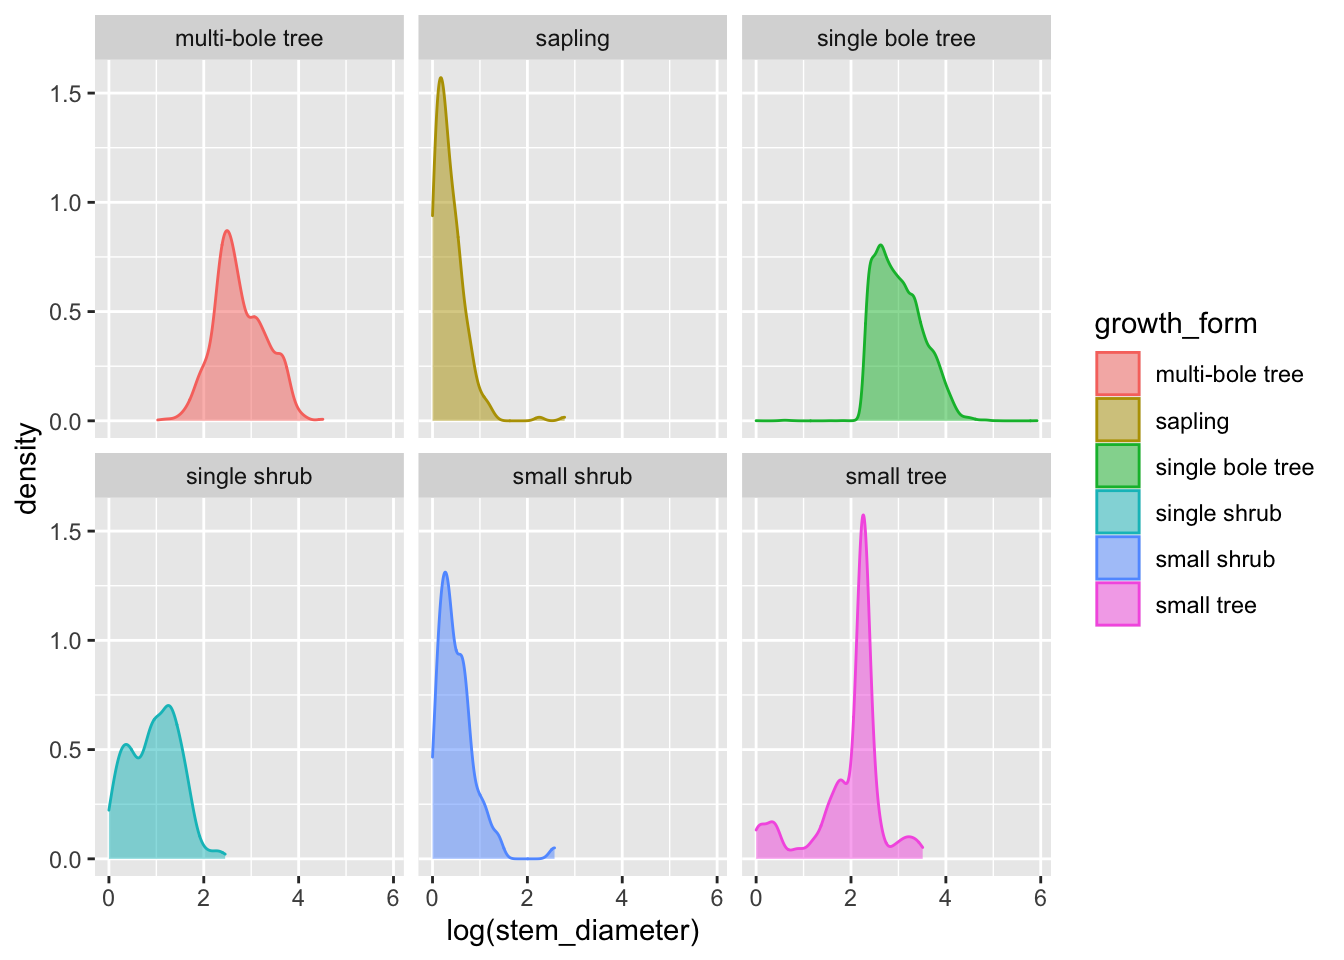 multi-bole tree
sapling
single bole tree
1.5
1.0
0.5
0.0
single shrub
small shrub
small tree
1.5
1.0
0.5
0.0
0 2 4 6
0 2 4 6
0 2 4 6
log(stem_diameter)
density
growth_form
multi-bole tree
sapling
single bole tree
single shrub
small shrub
small tree